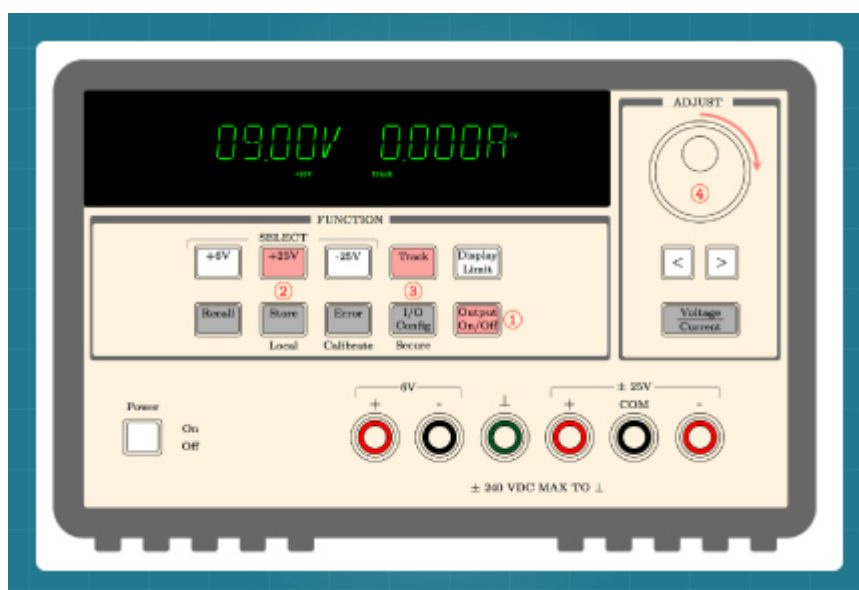 ADJUST
09.00V 0.000A
+25V Track
④
FUNCTION
SELECT
+6V +25V -25V Track Display Limit
② ③
Recall Store Error I/O Config Output On/Off ①
Local Calibrate Secure
< >
Voltage
Current
6V ± 25V
+ - ⊥ + COM -
Power
On
Off
± 240 VDC MAX TO ⊥